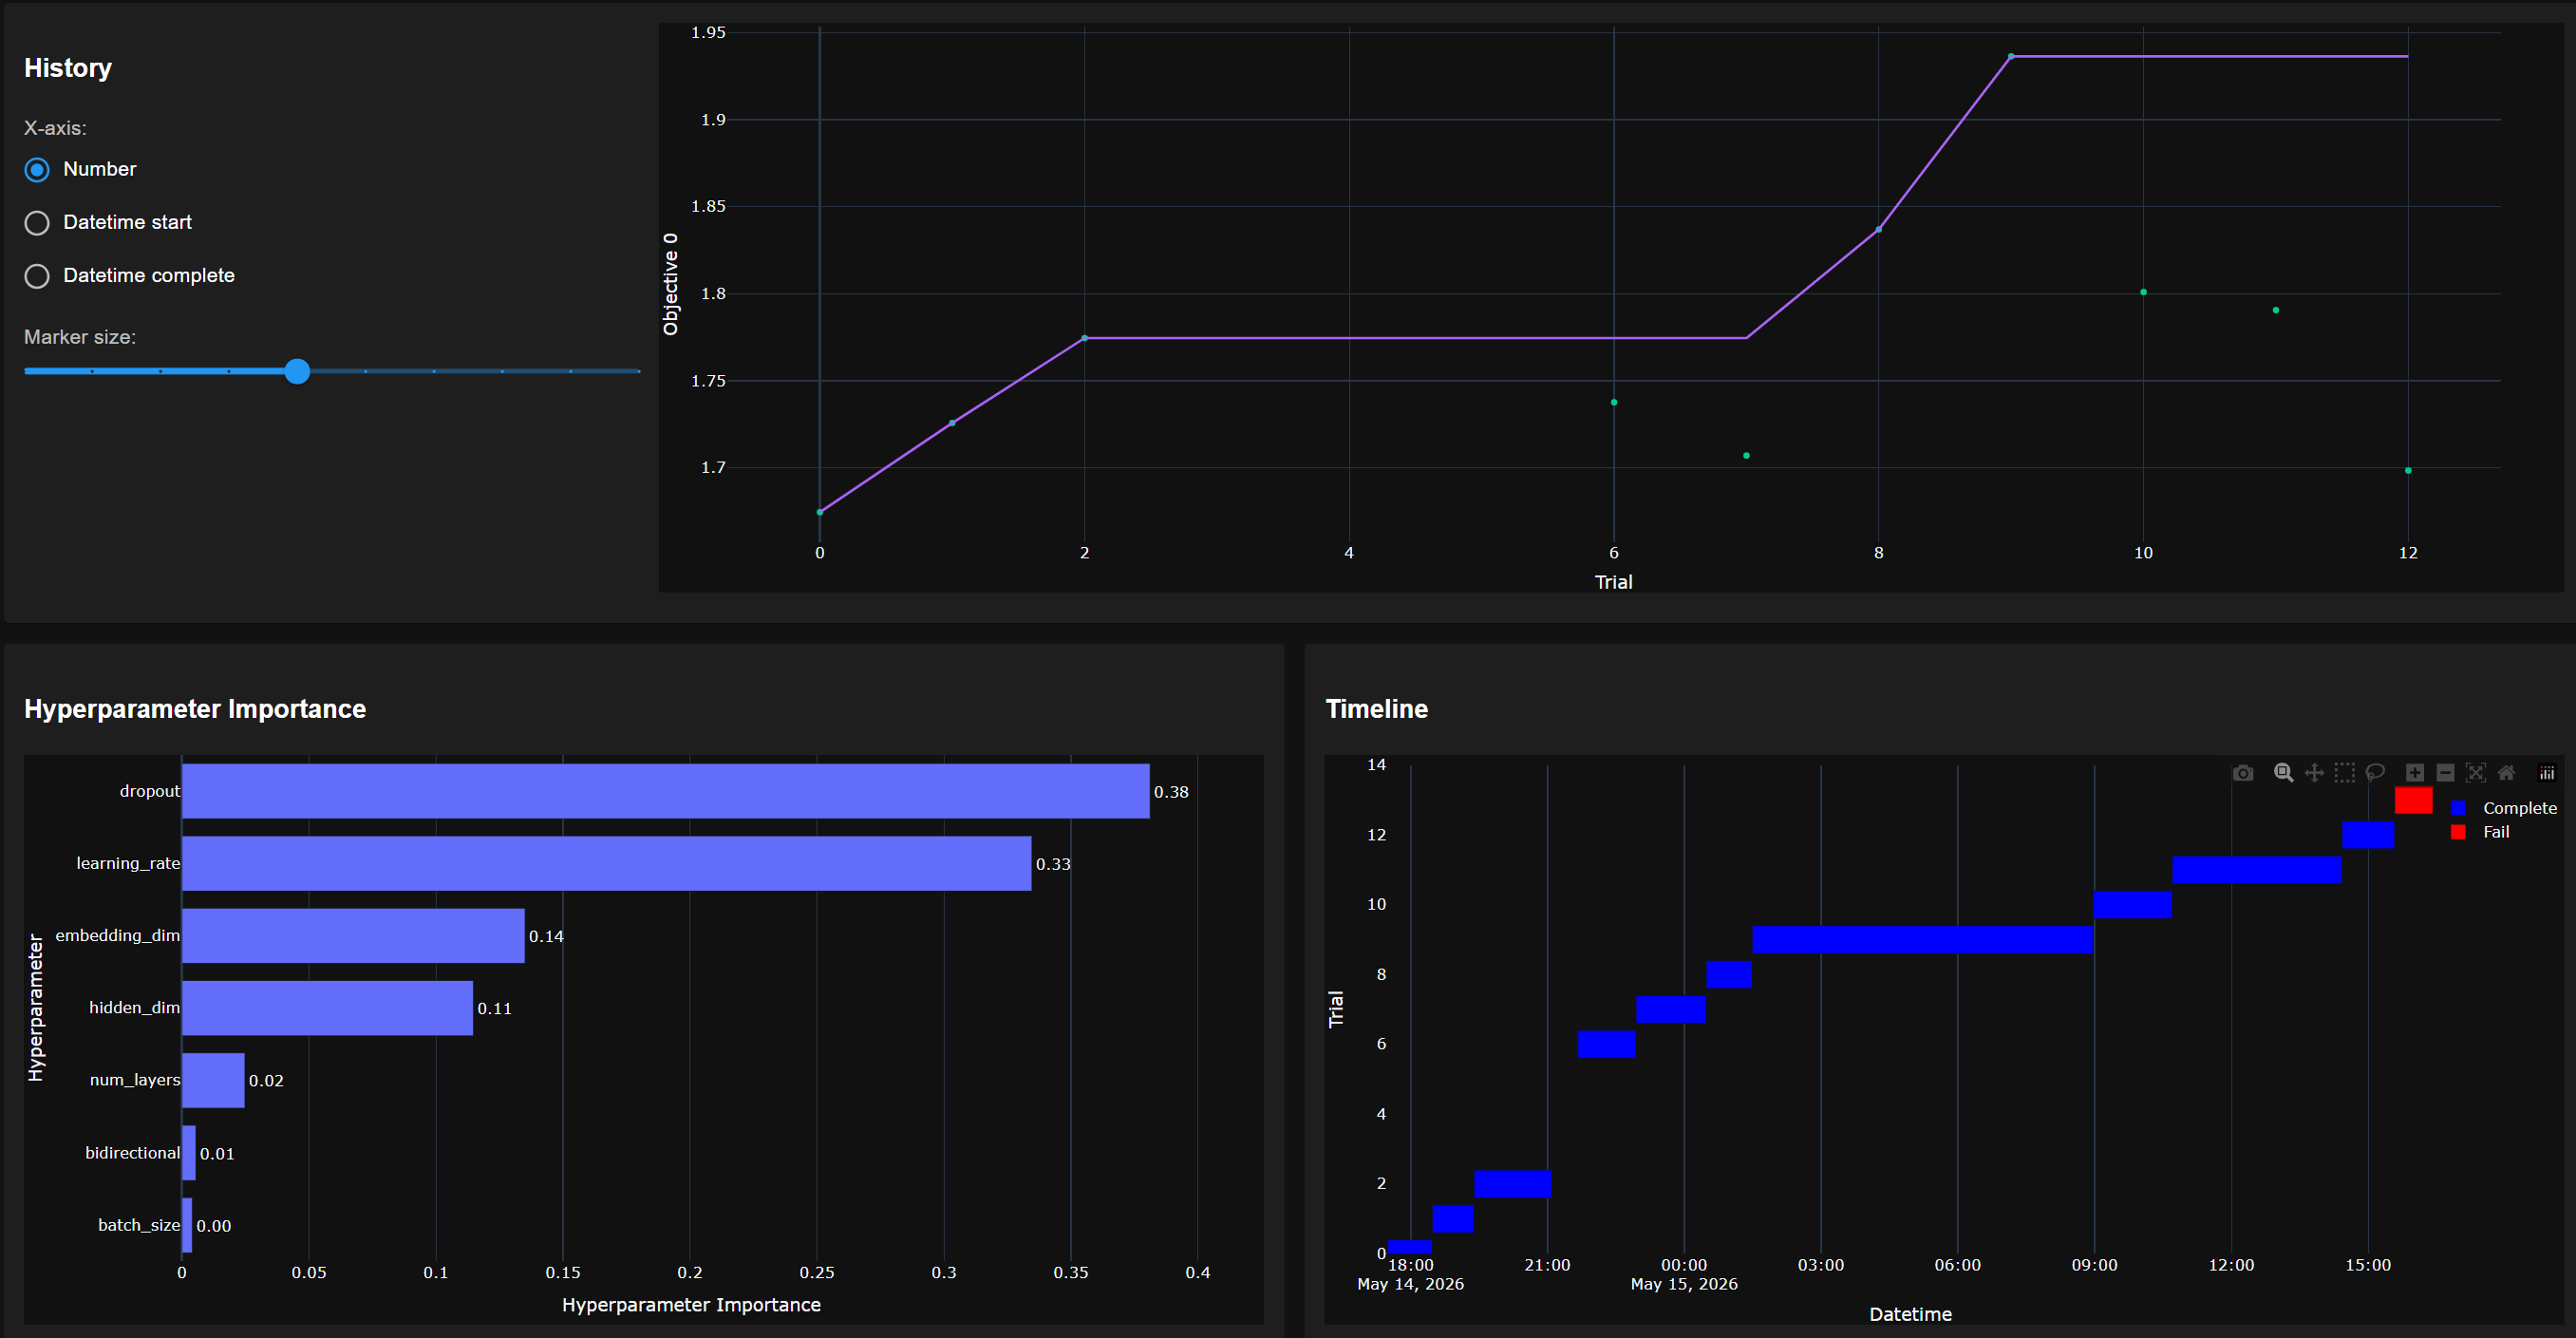 History
X-axis:
Number
Datetime start
Datetime complete
Marker size:
1.95
1.9
1.85
1.8
1.75
1.7
Objective 0
0 2 4 6 8 10 12
Trial
Hyperparameter Importance
dropout 0.38
learning_rate 0.33
embedding_dim 0.14
hidden_dim 0.11
num_layers 0.02
bidirectional 0.01
batch_size 0.00
Hyperparameter
0 0.05 0.1 0.15 0.2 0.25 0.3 0.35 0.4
Hyperparameter Importance
Timeline
14
12
10
8
6
4
2
0
Trial
Complete
Fail
18:00 21:00 00:00 03:00 06:00 09:00 12:00 15:00
May 14, 2026 May 15, 2026
Datetime